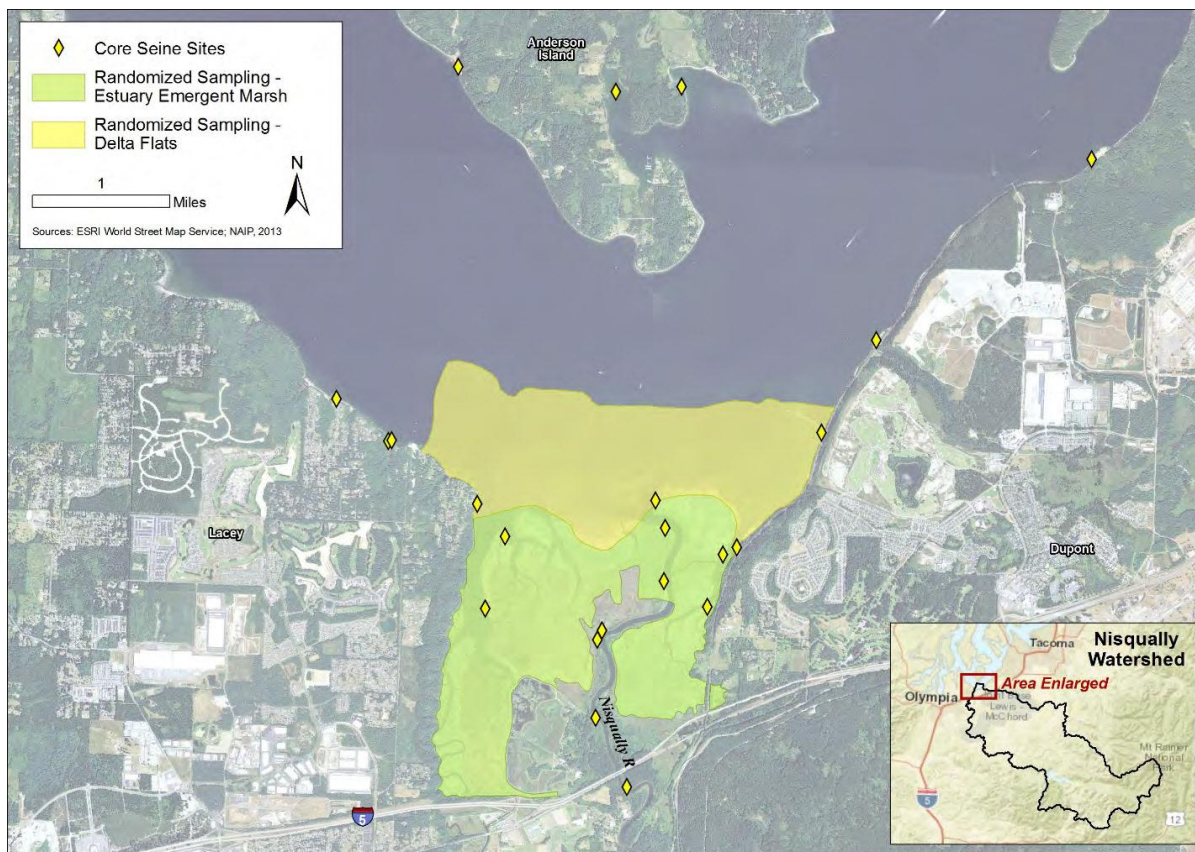 Core Seine Sites
Randomized Sampling -
Estuary Emergent Marsh
Randomized Sampling -
Delta Flats
N
1
Miles
Sources: ESRI World Street Map Service; NAIP, 2013
Anderson
Island
Lacey
Dupont
Nisqually R
5
Nisqually
Watershed
Tacoma
Area Enlarged
Olympia
Lewis
McChord
Mt Rainier
National
Park
5
12